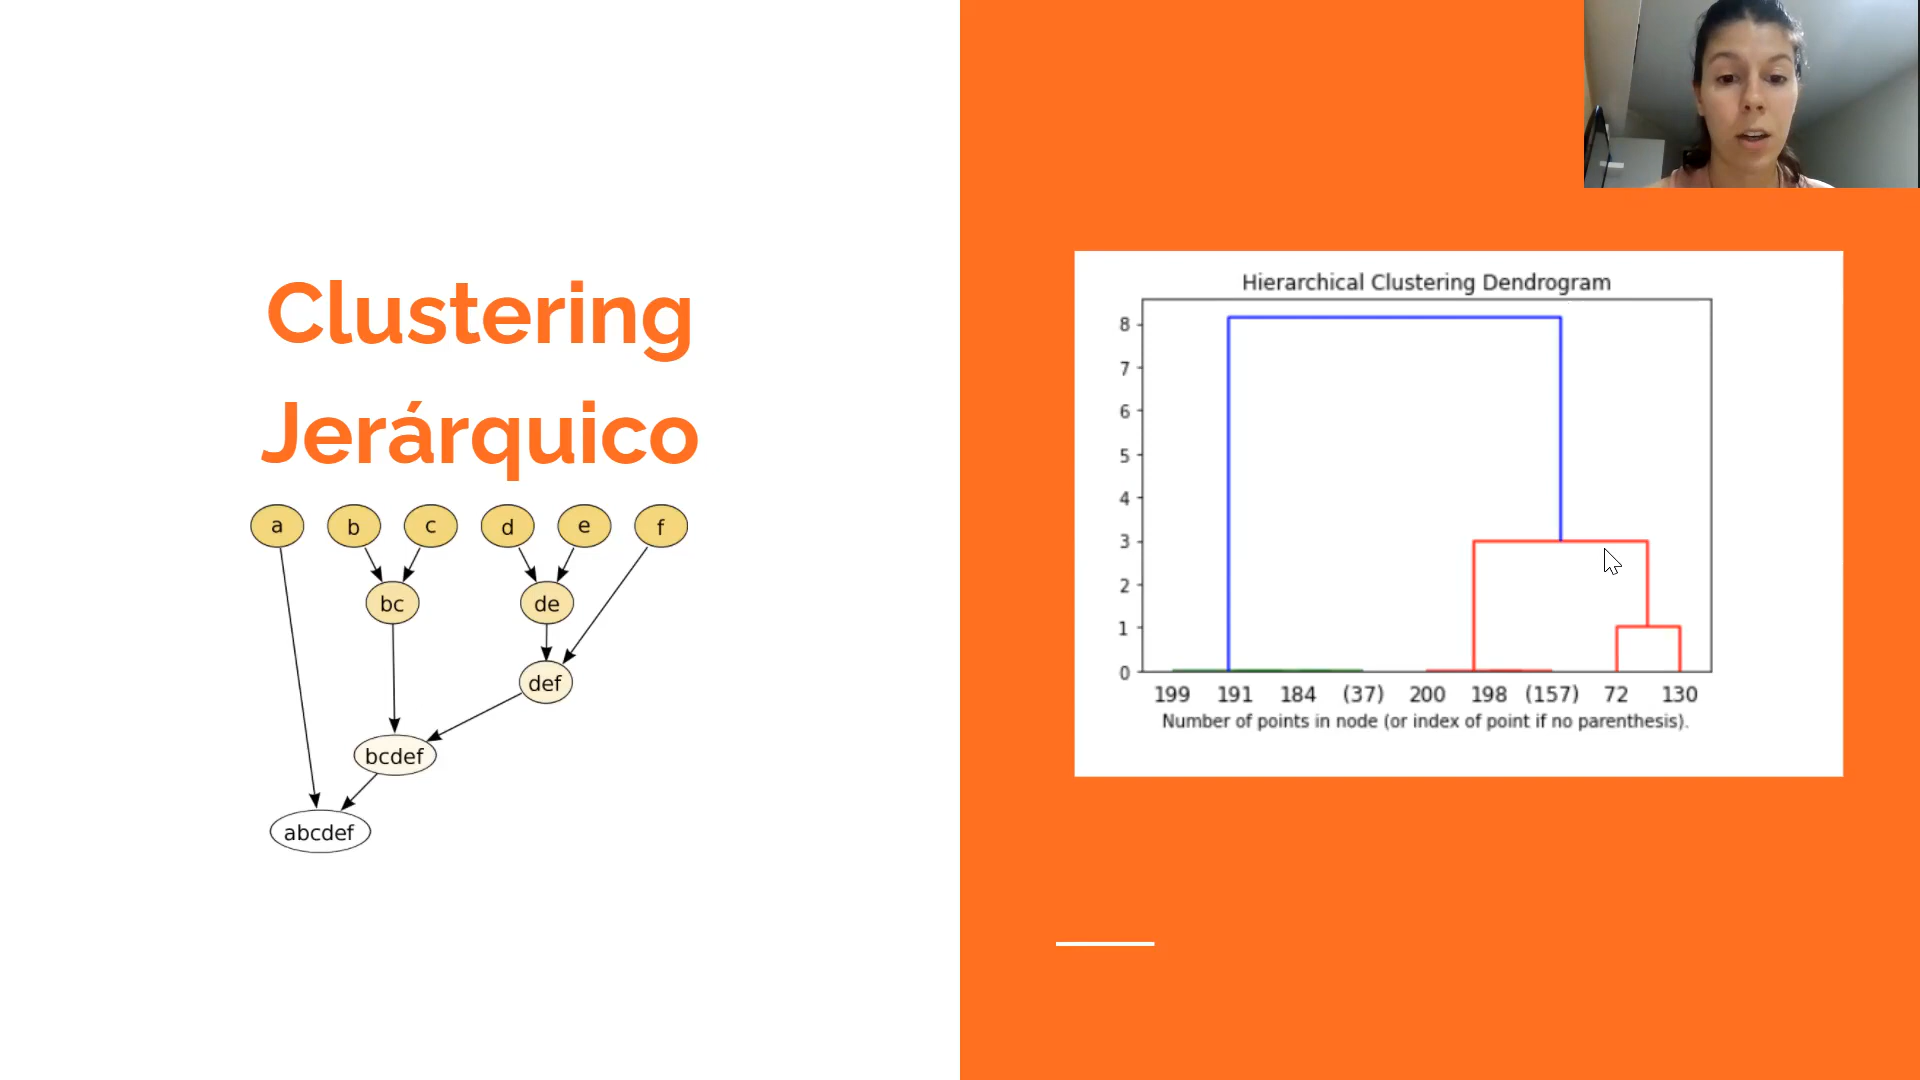 Clustering
Jerárquico
a b c d e f
bc de
def
bcdef
abcdef
Hierarchical Clustering Dendrogram
8
7
6
5
4
3
2
1
0
199 191 184 (37) 200 198 (157) 72 130
Number of points in node (or index of point if no parenthesis).